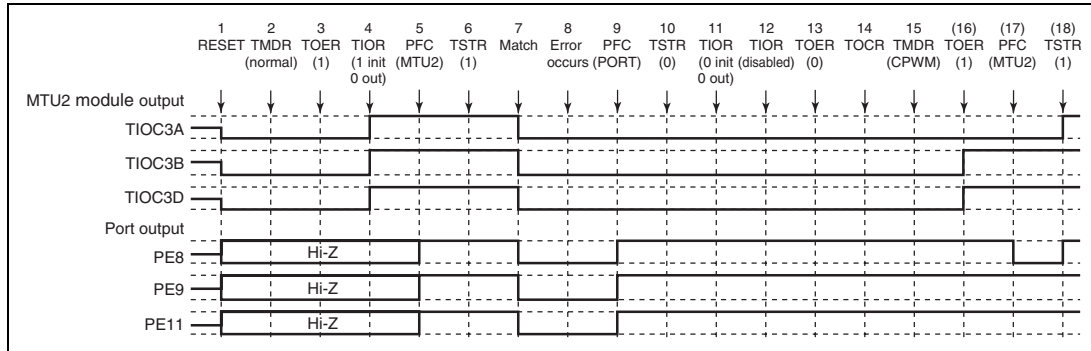 1 2 3 4 5 6 7 8 9 10 11 12 13 14 15 (16) (17) (18)
RESET TMDR TOER TIOR PFC TSTR Match Error PFC TSTR TIOR TIOR TOER TOCR TMDR TOER PFC TSTR
(normal) (1) (1 init (MTU2) (1) occurs (PORT) (0) (0 init (disabled) (0) (CPWM) (1) (MTU2) (1)
0 out) 0 out)
MTU2 module output
TIOC3A
TIOC3B
TIOC3D
Port output
PE8 Hi-Z
PE9 Hi-Z
PE11 Hi-Z